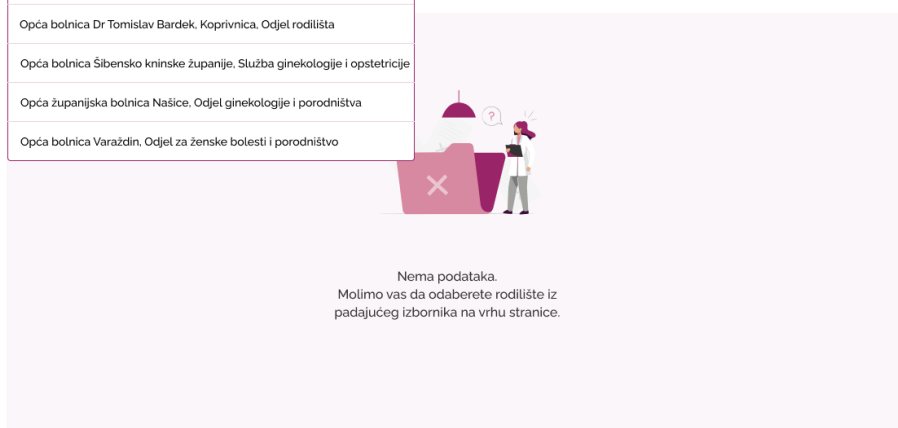 Opća bolnica Dr Tomislav Bardek, Koprivnica, Odjel rodilišta
Opća bolnica Šibensko kninske županije, Služba ginekologije i opstetricije
Opća županijska bolnica Našice, Odjel ginekologije i porodništva
Opća bolnica Varaždin, Odjel za ženske bolesti i porodništvo
?
Nema podataka.
Molimo vas da odaberete rodilište iz
padajućeg izbornika na vrhu stranice.